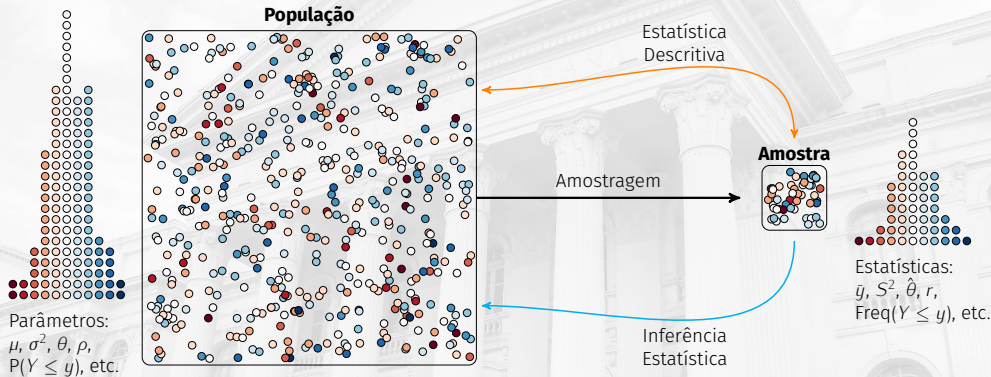 População
Estatística
Descritiva
Amostra
Amostragem
Inferência
Estatística
Parâmetros:
μ, σ², θ, ρ,
P(Y ≤ y), etc.
Estatísticas:
ȳ, S², θ̂, r,
Freq(Y ≤ y), etc.